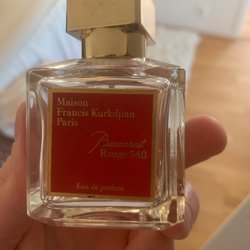 Maison
Francis Kurkdjian
Paris
Baccarat
Rouge 540
Eau de parfum